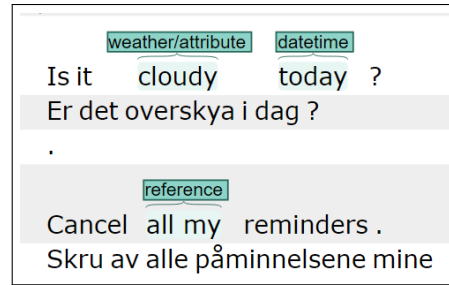 weather/attribute datetime
Is it cloudy today ?
Er det overskya i dag ?
.
reference
Cancel all my reminders .
Skru av alle påminnelsene mine